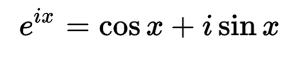 e^{ix} = cos x + i sin x